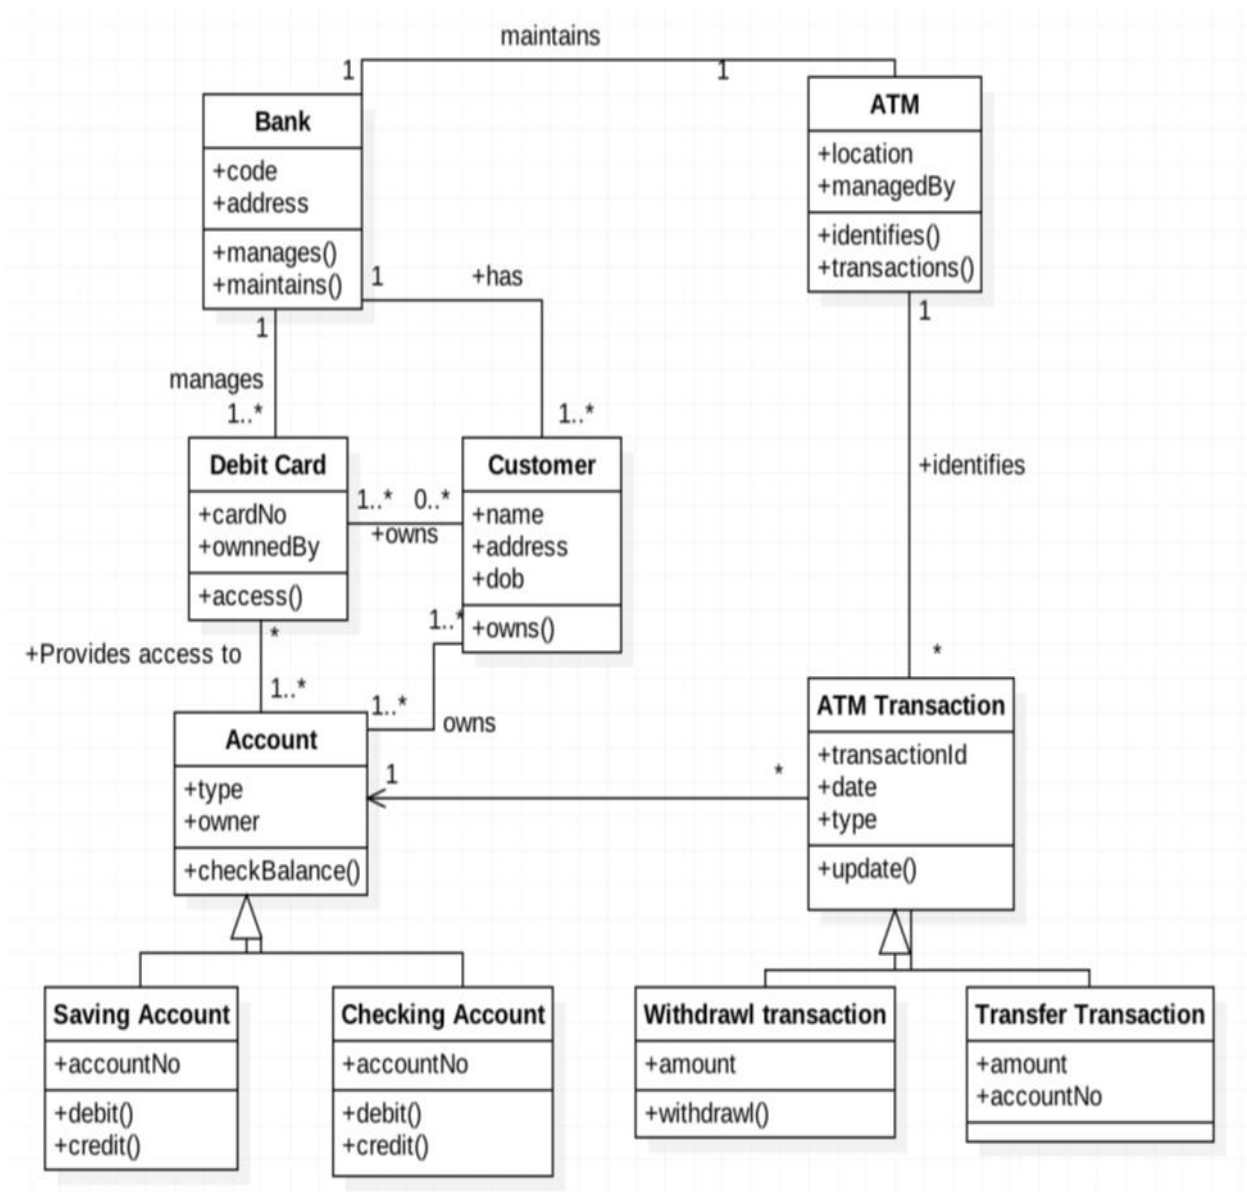 maintains
1
1
Bank
+code
+address
+manages()
+maintains()
ATM
+location
+managedBy
+identifies()
+transactions()
1
+has
1
manages
1..*
1..*
1
+identifies
*
Debit Card
+cardNo
+ownnedBy
+access()
1..*
0..*
+owns
Customer
+name
+address
+dob
+owns()
*
+Provides access to
1..*
1..*
1..*
owns
Account
+type
+owner
+checkBalance()
1
*
ATM Transaction
+transactionId
+date
+type
+update()
Saving Account
+accountNo
+debit()
+credit()
Checking Account
+accountNo
+debit()
+credit()
Withdrawl transaction
+amount
+withdrawl()
Transfer Transaction
+amount
+accountNo